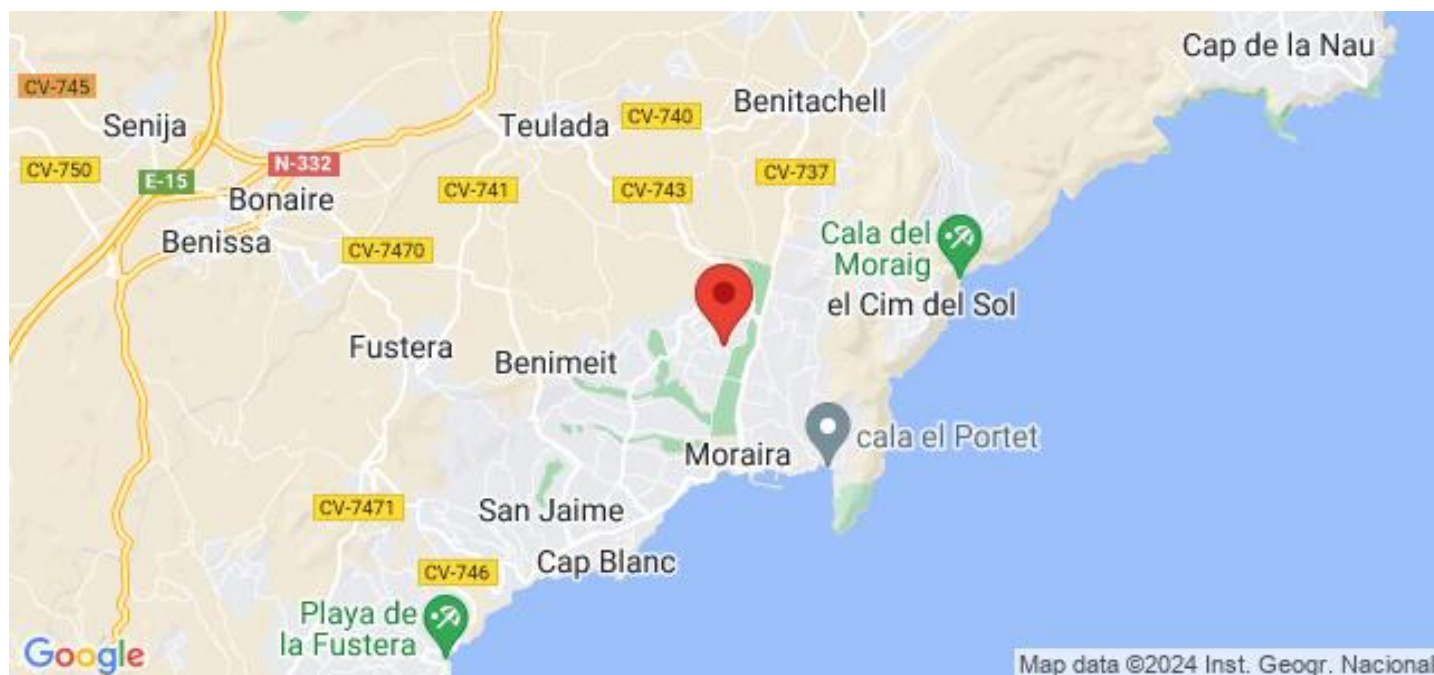 Cap de la Nau
CV-745
Benitachell
Senija
Teulada
CV-740
CV-750
N-332
E-15
CV-741
CV-743
CV-737
Bonaire
Benissa
CV-7470
Cala del
Moraig
el Cim del Sol
Fustera
Benimeit
Moraira
cala el Portet
CV-7471
San Jaime
Cap Blanc
CV-746
Playa de
la Fustera
Google
Map data ©2024 Inst. Geogr. Nacional